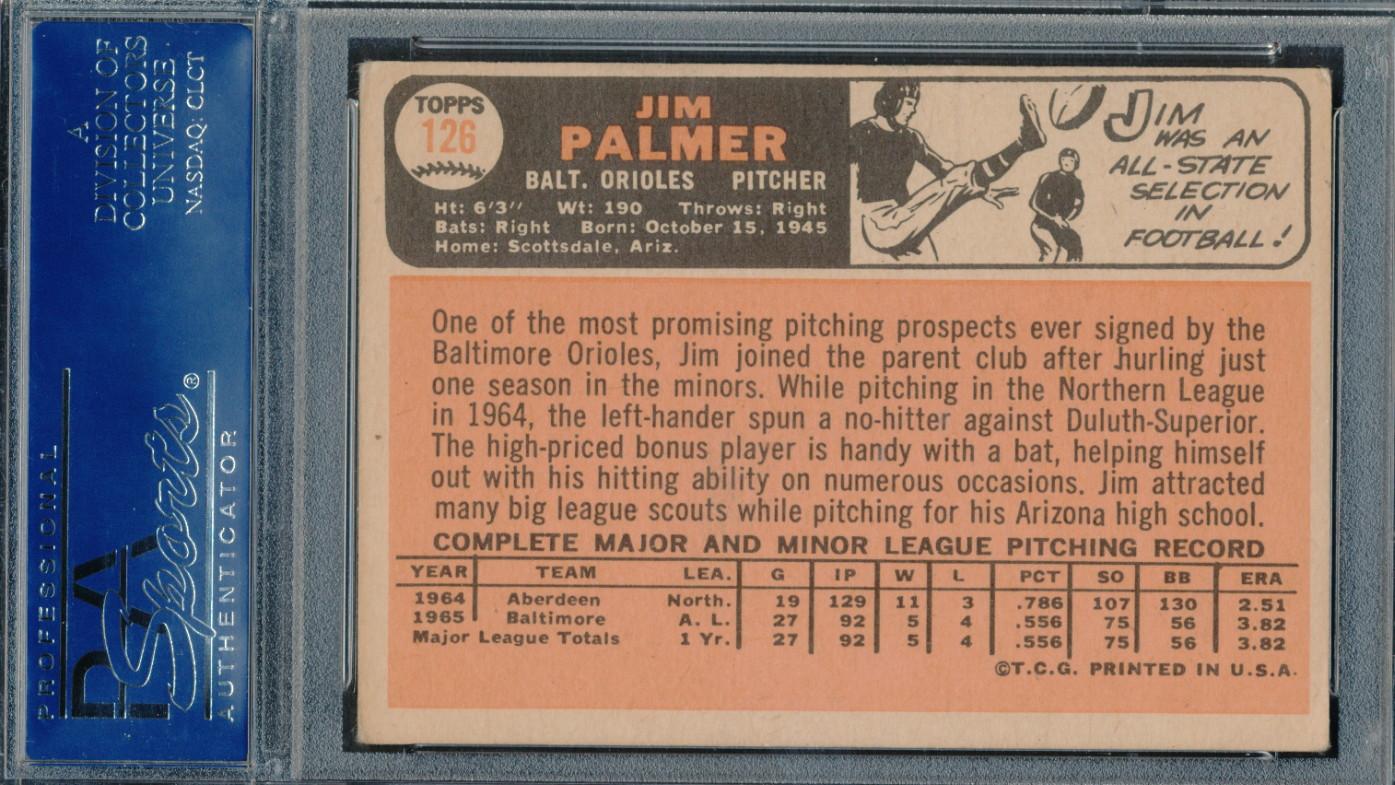 A
DIVISION OF
COLLECTORS
UNIVERSE
NASDAQ: CLCT
PROFESSIONAL
PSA
Sports®
AUTHENTICATOR
TOPPS
126
JIM
PALMER
BALT. ORIOLES PITCHER
Ht: 6'3" Wt: 190 Throws: Right
Bats: Right Born: October 15, 1945
Home: Scottsdale, Ariz.
JIM
WAS AN
ALL-STATE
SELECTION
IN
FOOTBALL!
One of the most promising pitching prospects ever signed by the
Baltimore Orioles, Jim joined the parent club after hurling just
one season in the minors. While pitching in the Northern League
in 1964, the left-hander spun a no-hitter against Duluth-Superior.
The high-priced bonus player is handy with a bat, helping himself
out with his hitting ability on numerous occasions. Jim attracted
many big league scouts while pitching for his Arizona high school.
COMPLETE MAJOR AND MINOR LEAGUE PITCHING RECORD
YEAR TEAM LEA. G IP W L PCT SO BB ERA
1964 Aberdeen North. 19 129 11 3 .786 107 130 2.51
1965 Baltimore A. L. 27 92 5 4 .556 75 56 3.82
Major League Totals 1 Yr. 27 92 5 4 .556 75 56 3.82
©T.C.G. PRINTED IN U.S.A.